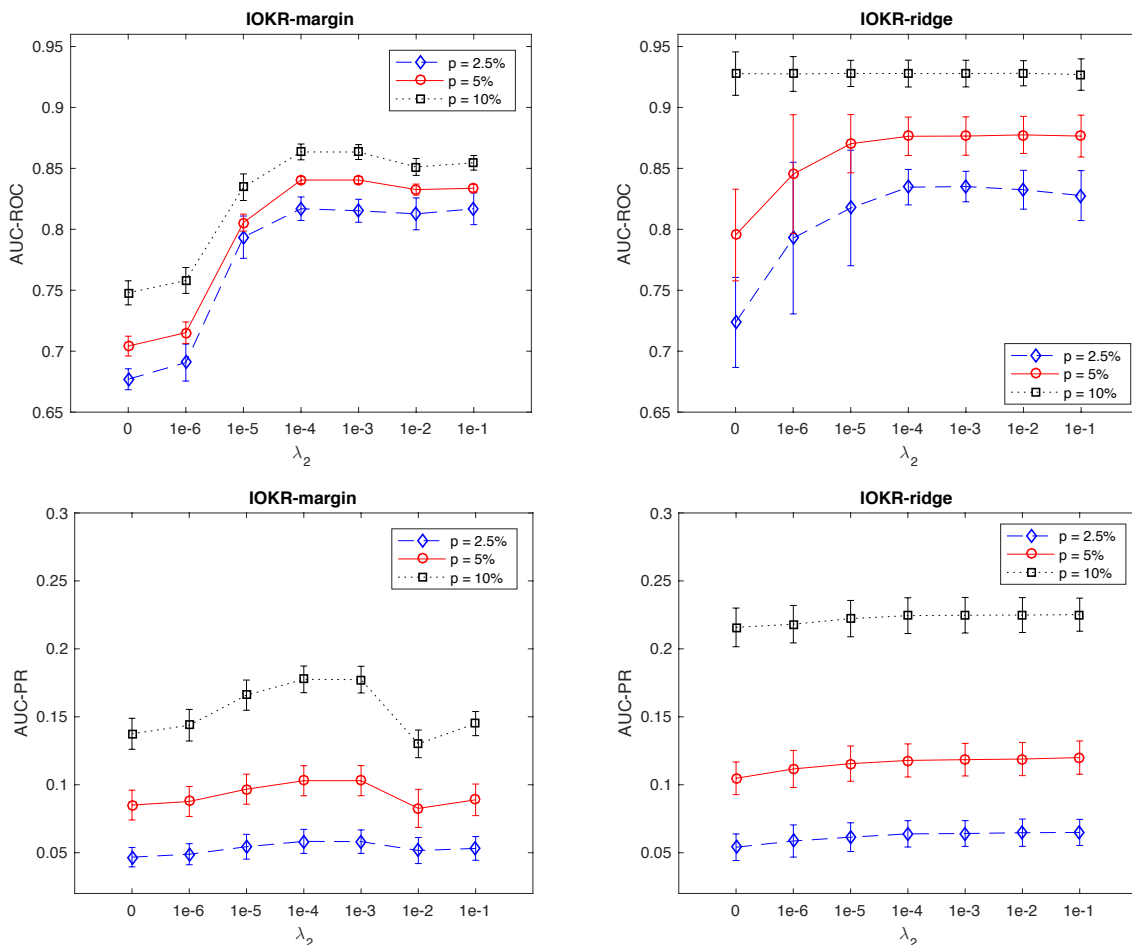 IOKR-margin
0.95
0.9
0.85
0.8
0.75
0.7
0.65
AUC-ROC
p = 2.5%
p = 5%
p = 10%
0 1e-6 1e-5 1e-4 1e-3 1e-2 1e-1
λ2
IOKR-ridge
0.95
0.9
0.85
0.8
0.75
0.7
0.65
AUC-ROC
p = 2.5%
p = 5%
p = 10%
0 1e-6 1e-5 1e-4 1e-3 1e-2 1e-1
λ2
IOKR-margin
0.3
0.25
0.2
0.15
0.1
0.05
AUC-PR
p = 2.5%
p = 5%
p = 10%
0 1e-6 1e-5 1e-4 1e-3 1e-2 1e-1
λ2
IOKR-ridge
0.3
0.25
0.2
0.15
0.1
0.05
AUC-PR
p = 2.5%
p = 5%
p = 10%
0 1e-6 1e-5 1e-4 1e-3 1e-2 1e-1
λ2